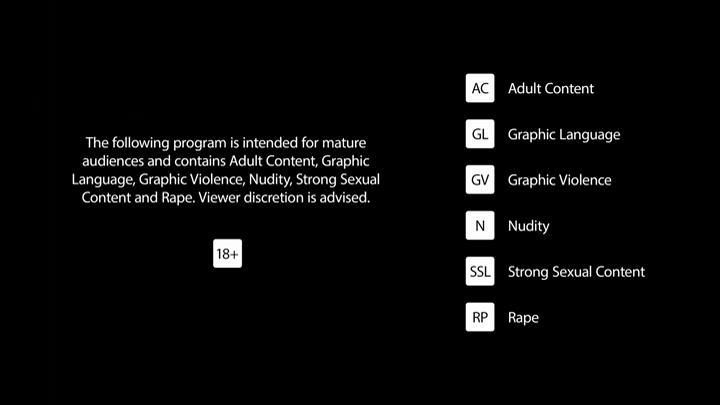 The following program is intended for mature
audiences and contains Adult Content, Graphic
Language, Graphic Violence, Nudity, Strong Sexual
Content and Rape. Viewer discretion is advised.
18+
AC Adult Content
GL Graphic Language
GV Graphic Violence
N Nudity
SSL Strong Sexual Content
RP Rape